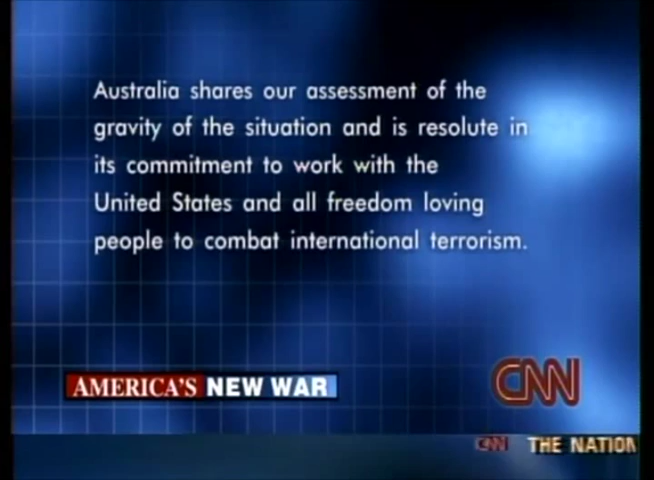 Australia shares our assessment of the
gravity of the situation and is resolute in
its commitment to work with the
United States and all freedom loving
people to combat international terrorism.
AMERICA'S NEW WAR
CNN
CNN THE NATION